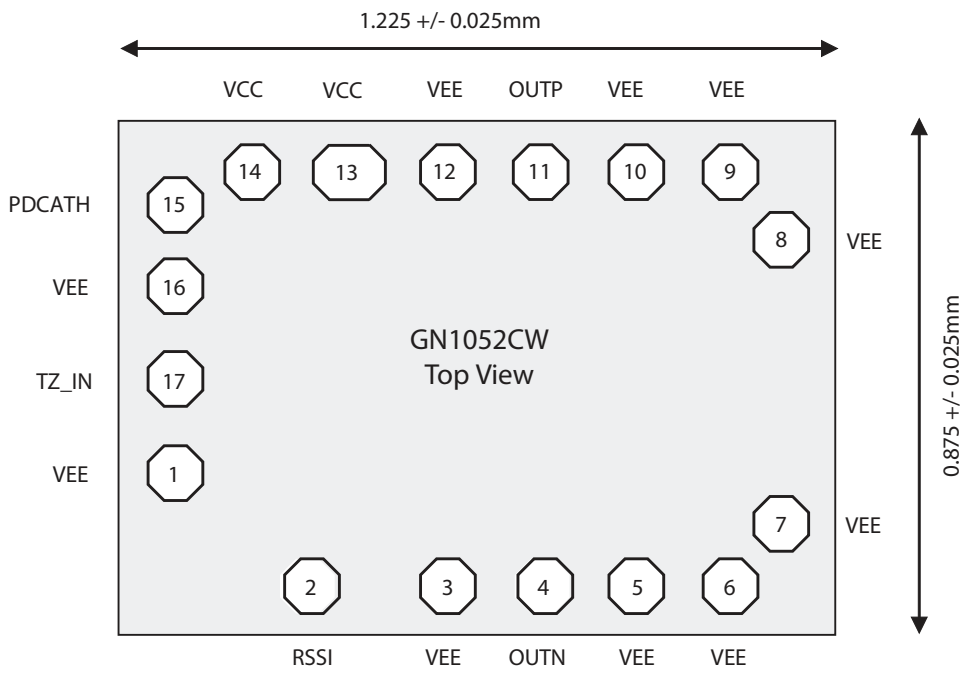 1.225 +/- 0.025mm
VCC VCC VEE OUTP VEE VEE
14 13 12 11 10 9
PDCATH 15
8 VEE
VEE 16
GN1052CW
Top View
TZ_IN 17
0.875 +/- 0.025mm
VEE 1
7 VEE
2 3 4 5 6
RSSI VEE OUTN VEE VEE